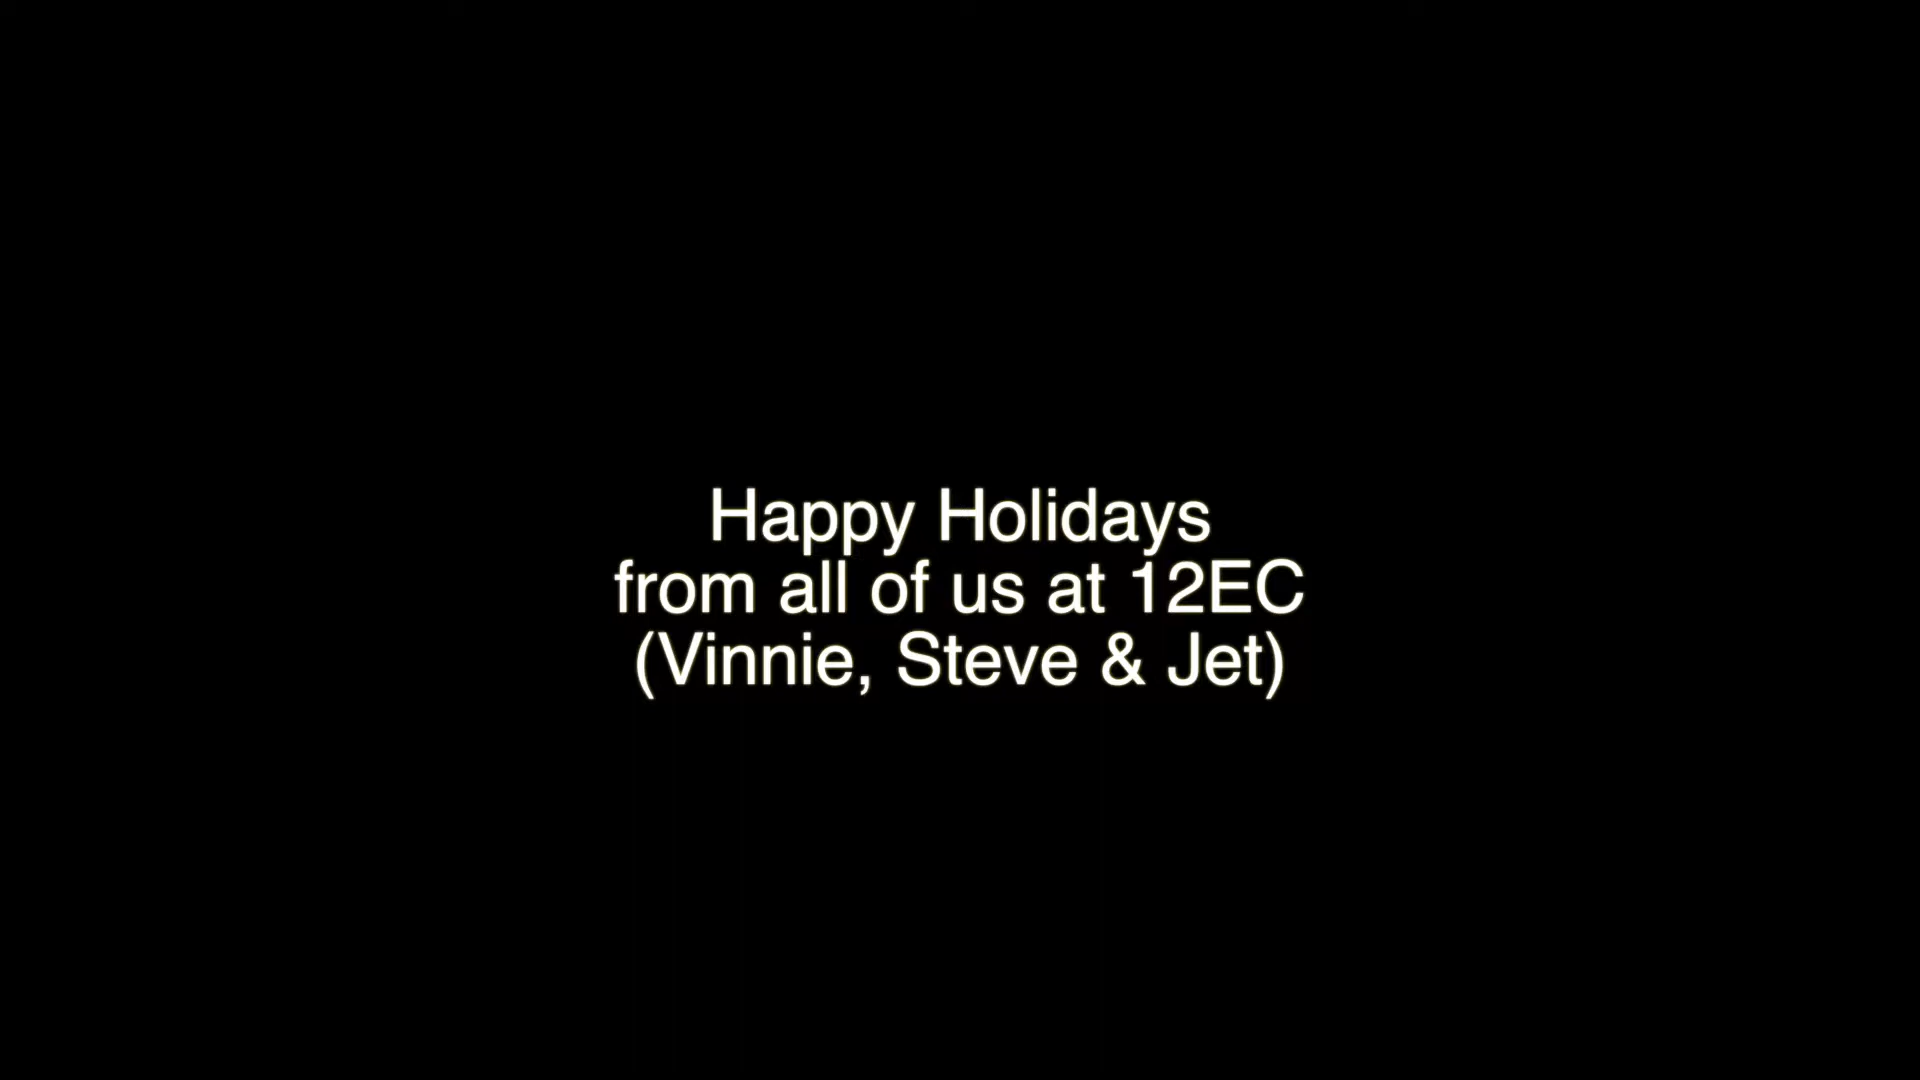 Happy Holidays
from all of us at 12EC
(Vinnie, Steve & Jet)